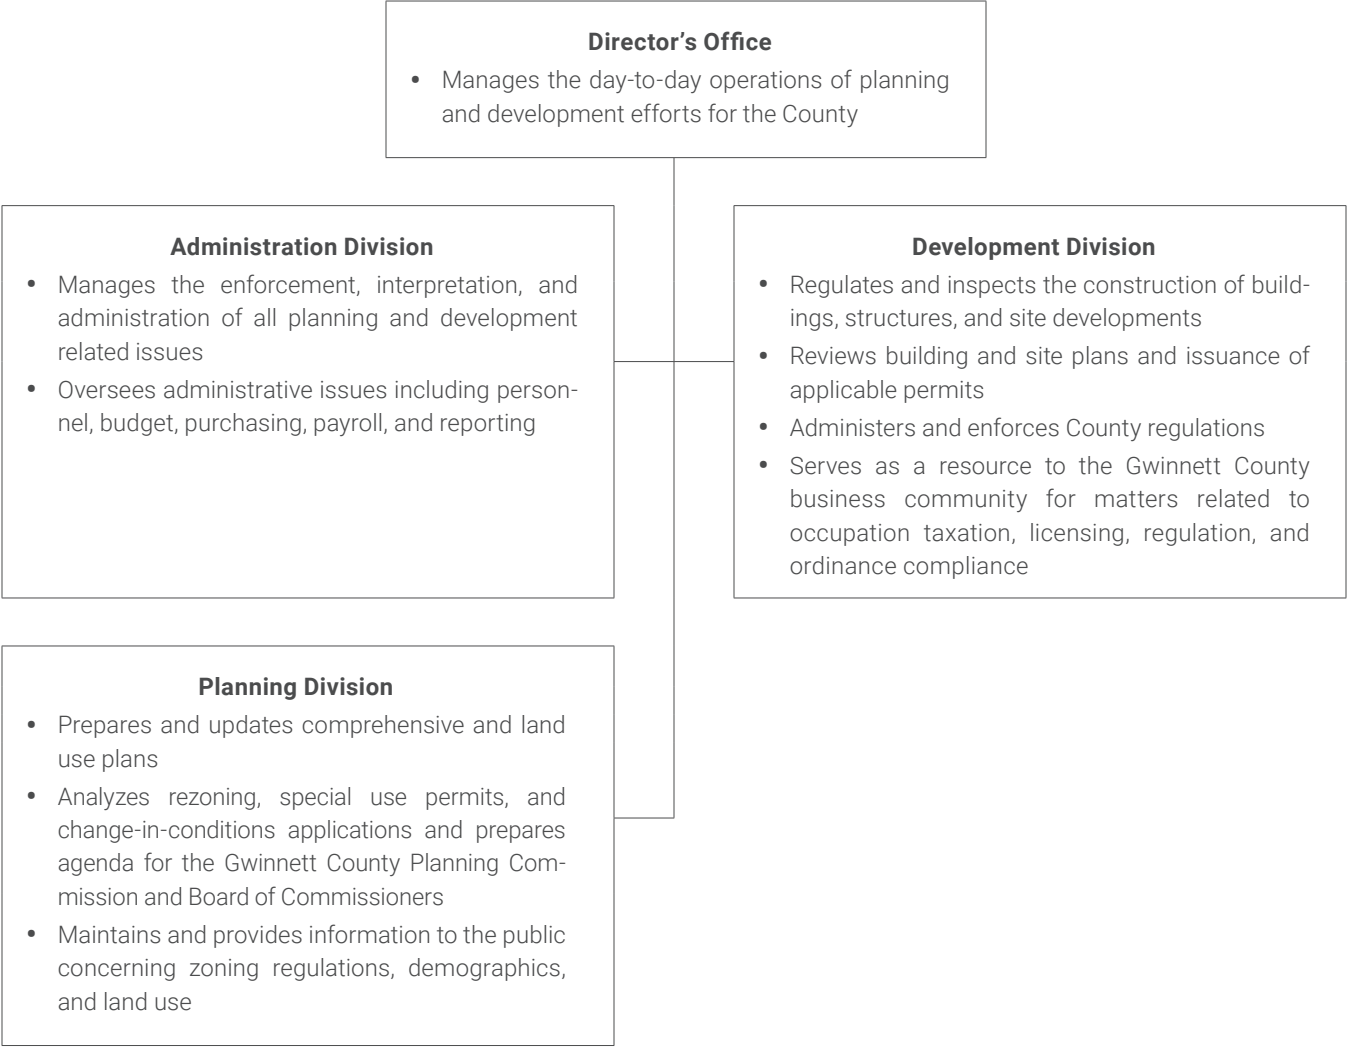 Director’s Office
• Manages the day-to-day operations of planning
and development efforts for the County
Administration Division
• Manages the enforcement, interpretation, and
administration of all planning and development
related issues
• Oversees administrative issues including person-
nel, budget, purchasing, payroll, and reporting
Development Division
• Regulates and inspects the construction of build-
ings, structures, and site developments
• Reviews building and site plans and issuance of
applicable permits
• Administers and enforces County regulations
• Serves as a resource to the Gwinnett County
business community for matters related to
occupation taxation, licensing, regulation, and
ordinance compliance
Planning Division
• Prepares and updates comprehensive and land
use plans
• Analyzes rezoning, special use permits, and
change-in-conditions applications and prepares
agenda for the Gwinnett County Planning Com-
mission and Board of Commissioners
• Maintains and provides information to the public
concerning zoning regulations, demographics,
and land use